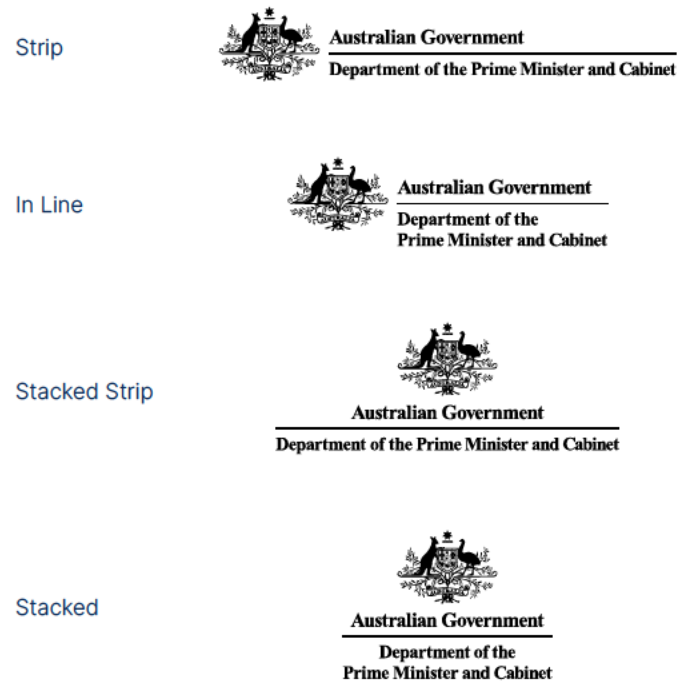 Strip
Australian Government
Department of the Prime Minister and Cabinet
In Line
Australian Government
Department of the
Prime Minister and Cabinet
Stacked Strip
Australian Government
Department of the Prime Minister and Cabinet
Stacked
Australian Government
Department of the
Prime Minister and Cabinet